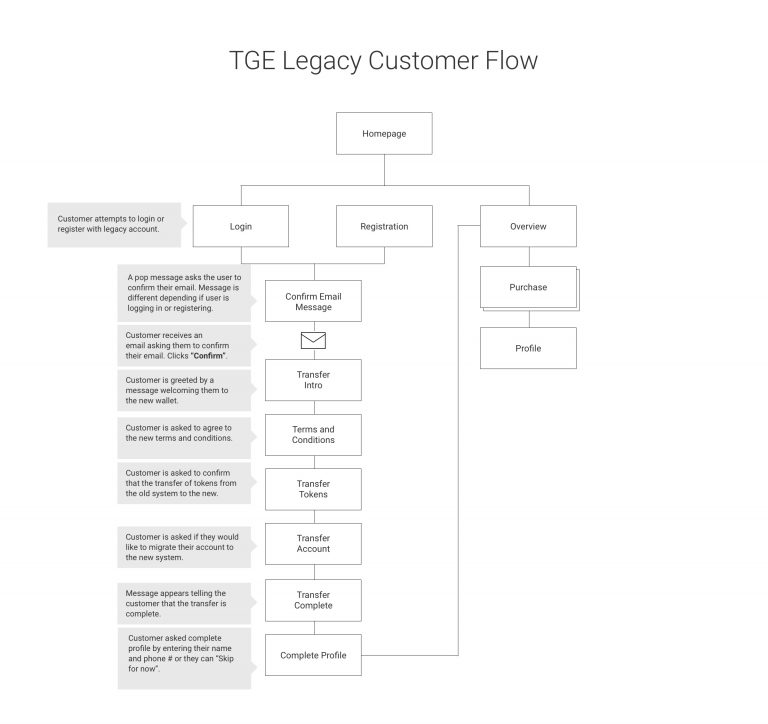 TGE Legacy Customer Flow
Homepage
Customer attempts to login or
register with legacy account.
Login
Registration
Overview
A pop message asks the user to
confirm their email. Message is
different depending if user is
logging in or registering.
Confirm Email
Message
Purchase
Customer receives an
email asking them to confirm
their email. Clicks “Confirm”.
Profile
Customer is greeted by a
message welcoming them to
the new wallet.
Transfer
Intro
Customer is asked to agree to
the new terms and conditions.
Terms and
Conditions
Customer is asked to confirm
that the transfer of tokens from
the old system to the new.
Transfer
Tokens
Customer is asked if they would
like to migrate their account to
the new system.
Transfer
Account
Message appears telling the
customer that the transfer is
complete.
Transfer
Complete
Customer asked complete
profile by entering their name
and phone # or they can “Skip
for now”.
Complete Profile